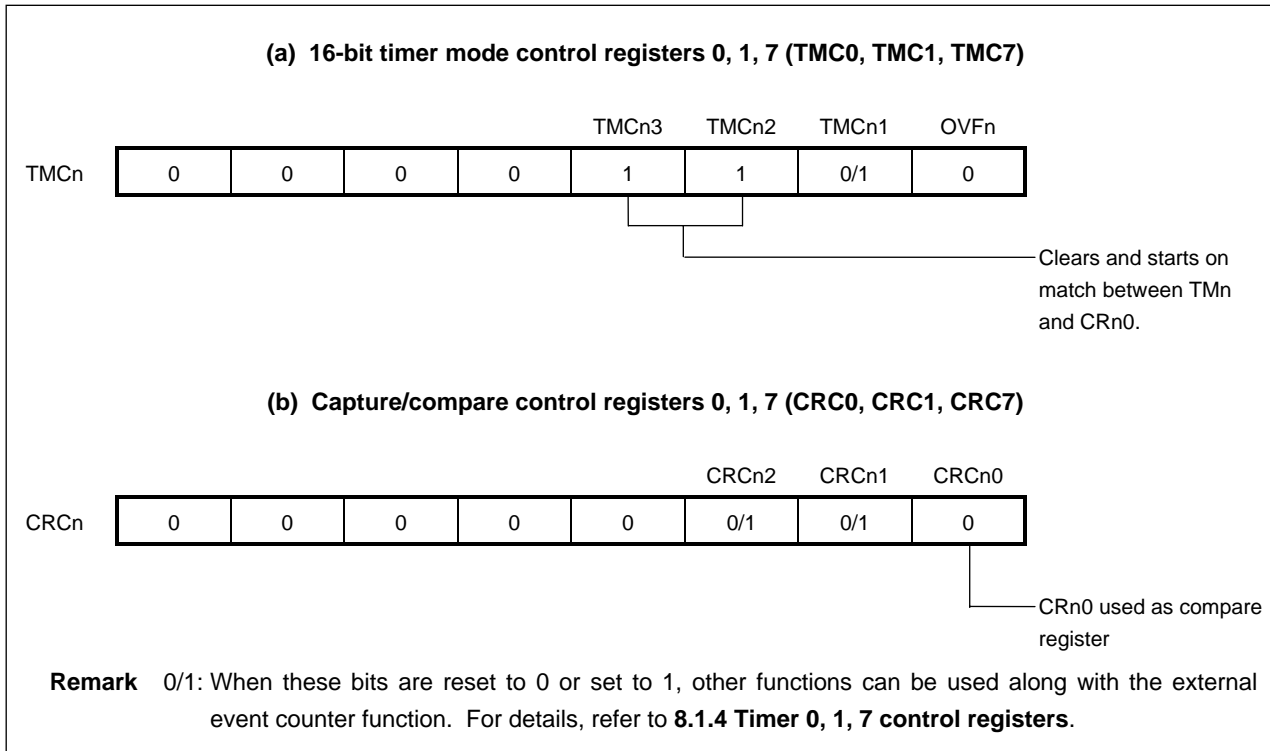 (a) 16-bit timer mode control registers 0, 1, 7 (TMC0, TMC1, TMC7)
TMCn3 TMCn2 TMCn1 OVFn
TMCn 0 0 0 0 1 1 0/1 0
Clears and starts on
match between TMn
and CRn0.
(b) Capture/compare control registers 0, 1, 7 (CRC0, CRC1, CRC7)
CRCn2 CRCn1 CRCn0
CRCn 0 0 0 0 0 0/1 0/1 0
CRn0 used as compare
register
Remark 0/1: When these bits are reset to 0 or set to 1, other functions can be used along with the external
event counter function. For details, refer to 8.1.4 Timer 0, 1, 7 control registers.